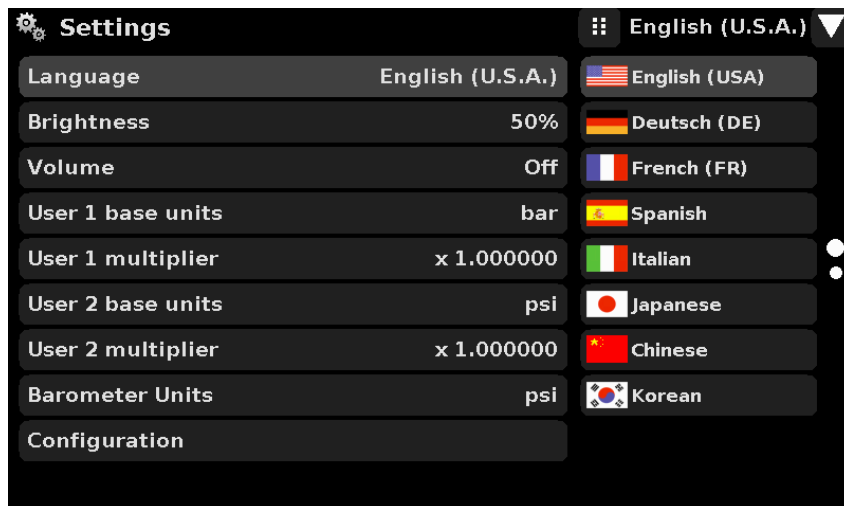 Settings
English (U.S.A.)
Language English (U.S.A.)
Brightness 50%
Volume Off
User 1 base units bar
User 1 multiplier x 1.000000
User 2 base units psi
User 2 multiplier x 1.000000
Barometer Units psi
Configuration
English (USA)
Deutsch (DE)
French (FR)
Spanish
Italian
Japanese
Chinese
Korean